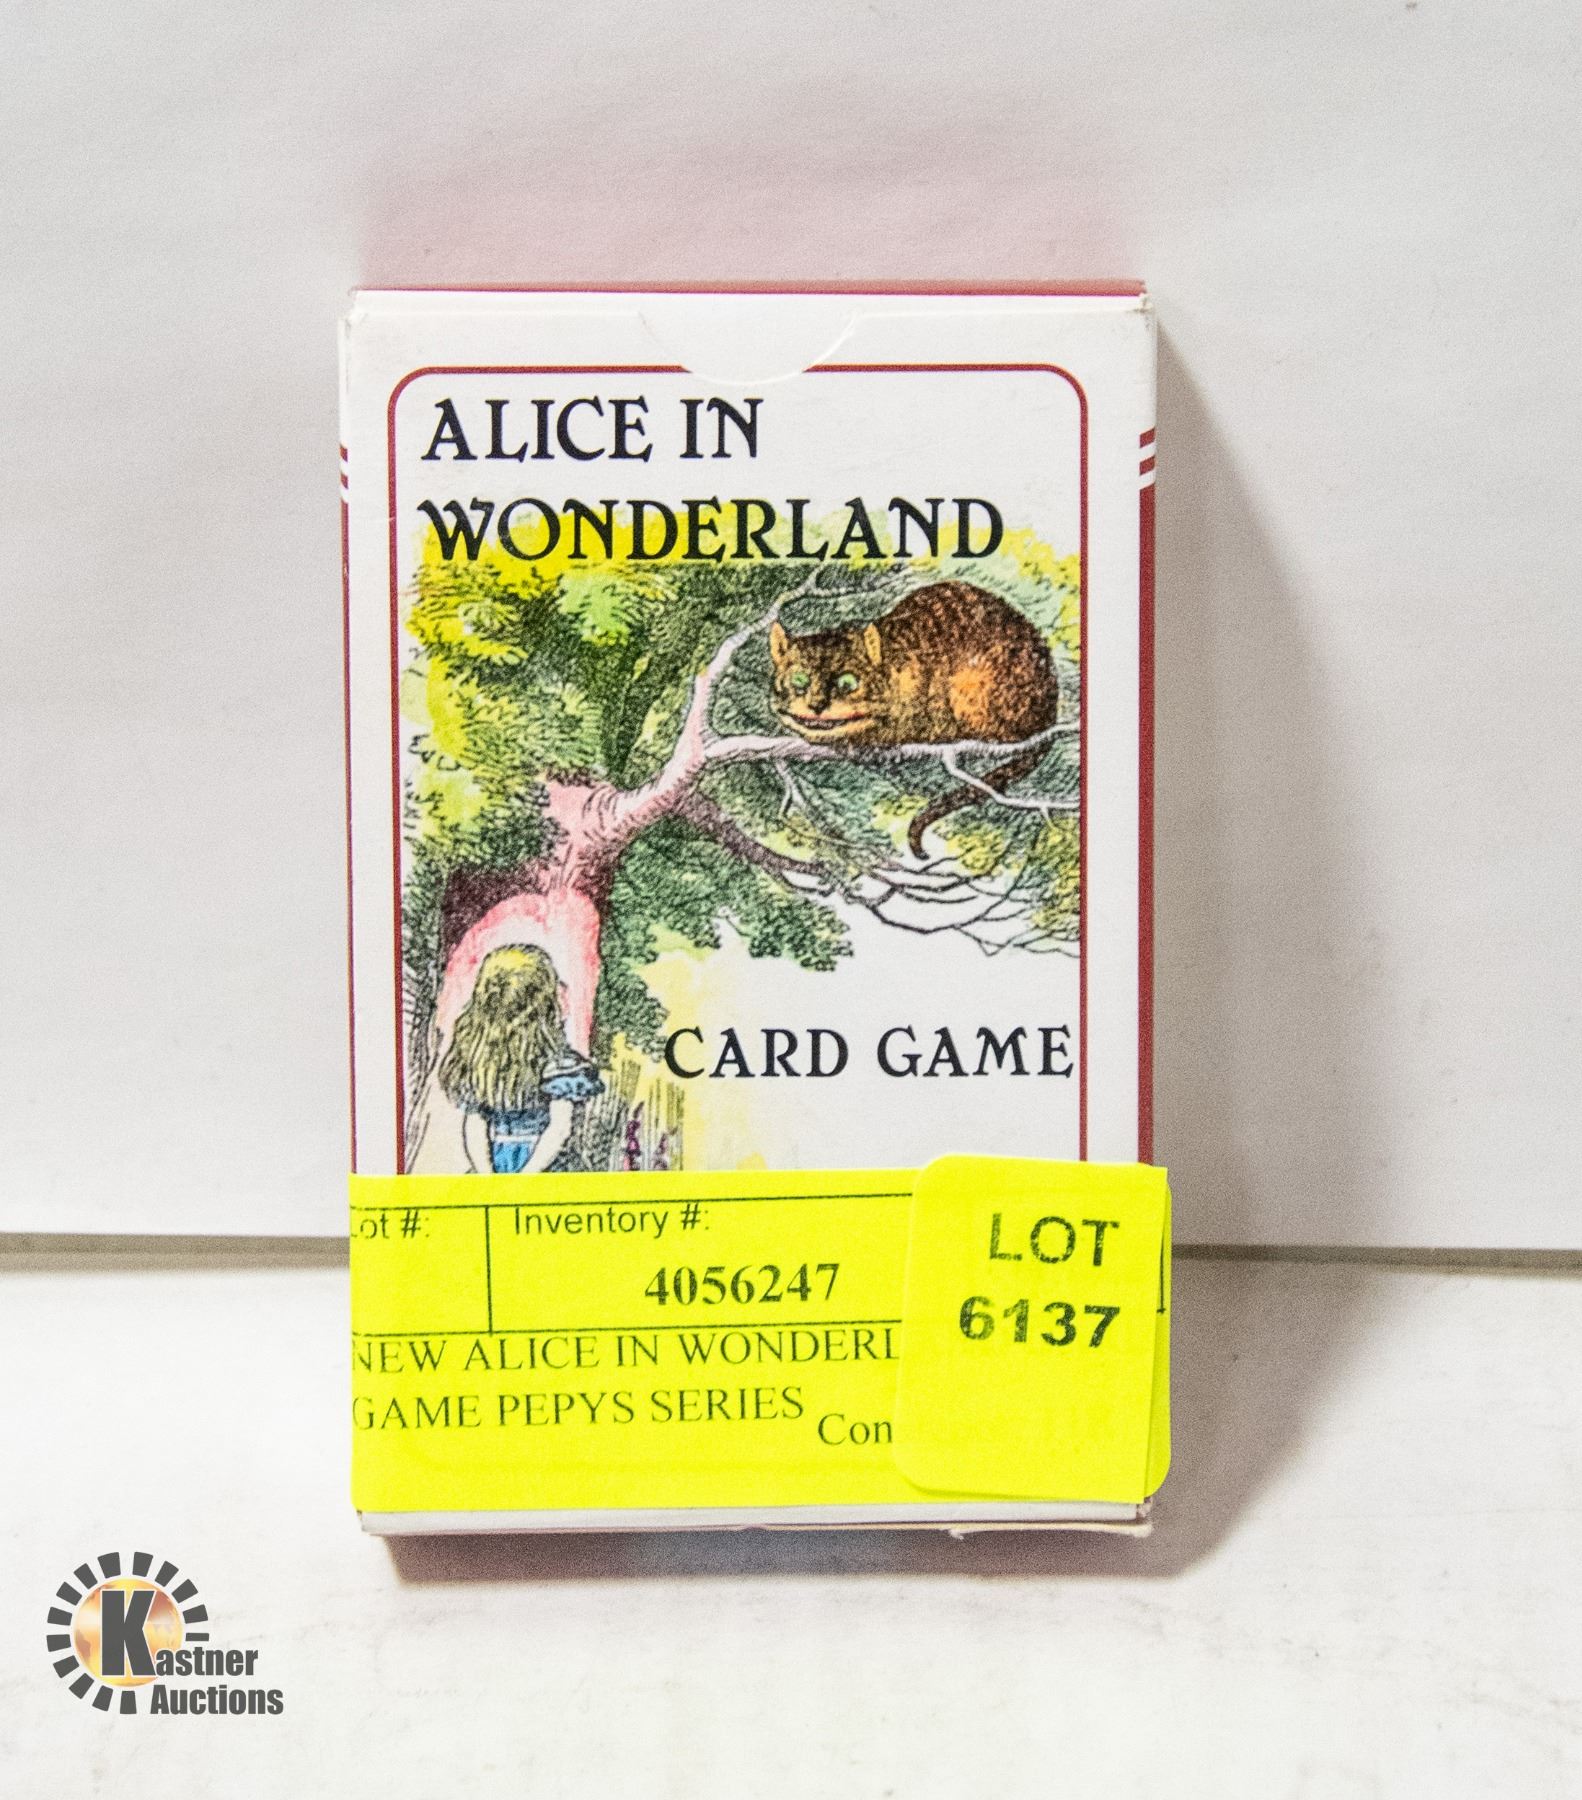 ALICE IN
WONDERLAND
CARD GAME
Lot #:
Inventory #:
4056247
LOT
6137
NEW ALICE IN WONDERL
GAME PEPYS SERIES
Con
Kastner
Auctions